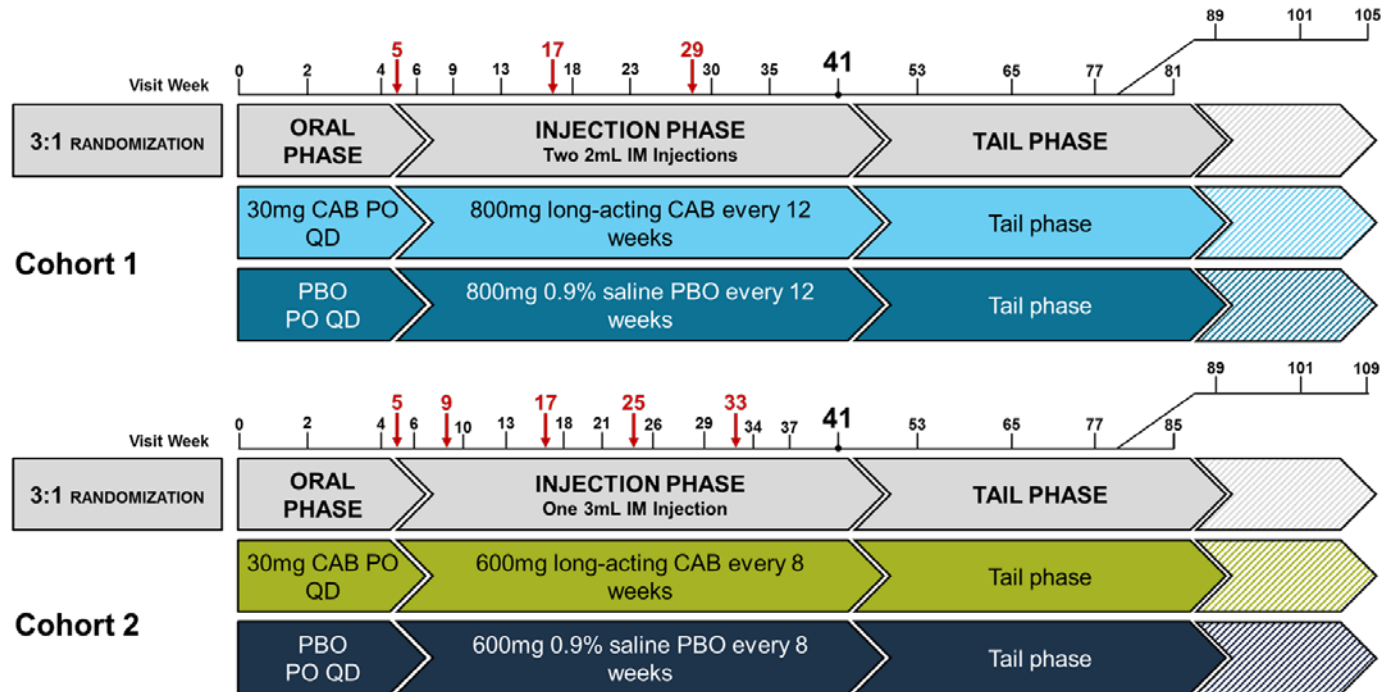 89 101 105
5 17 29 41
Visit Week 0 2 4 6 9 13 18 23 30 35 53 65 77 81
3:1 RANDOMIZATION
ORAL
PHASE
INJECTION PHASE
Two 2mL IM Injections
TAIL PHASE
Cohort 1
30mg CAB PO
QD
800mg long-acting CAB every 12
weeks
Tail phase
PBO
PO QD
800mg 0.9% saline PBO every 12
weeks
Tail phase
89 101 109
5 9 17 25 33 41
Visit Week 0 2 4 6 10 13 18 21 26 29 34 37 53 65 77 85
3:1 RANDOMIZATION
ORAL
PHASE
INJECTION PHASE
One 3mL IM Injection
TAIL PHASE
Cohort 2
30mg CAB PO
QD
600mg long-acting CAB every 8
weeks
Tail phase
PBO
PO QD
600mg 0.9% saline PBO every 8
weeks
Tail phase